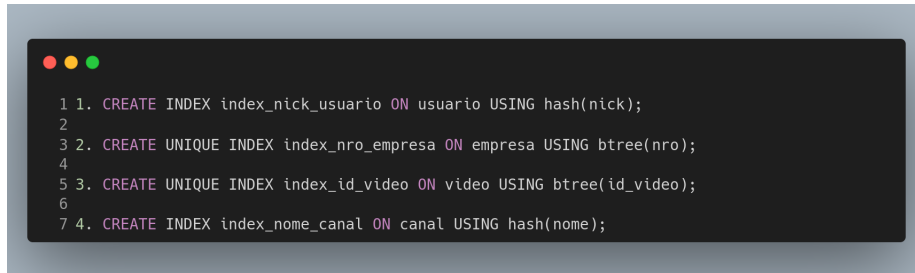 1 1. CREATE INDEX index_nick_usuario ON usuario USING hash(nick);
2
3 2. CREATE UNIQUE INDEX index_nro_empresa ON empresa USING btree(nro);
4
5 3. CREATE UNIQUE INDEX index_id_video ON video USING btree(id_video);
6
7 4. CREATE INDEX index_nome_canal ON canal USING hash(nome);